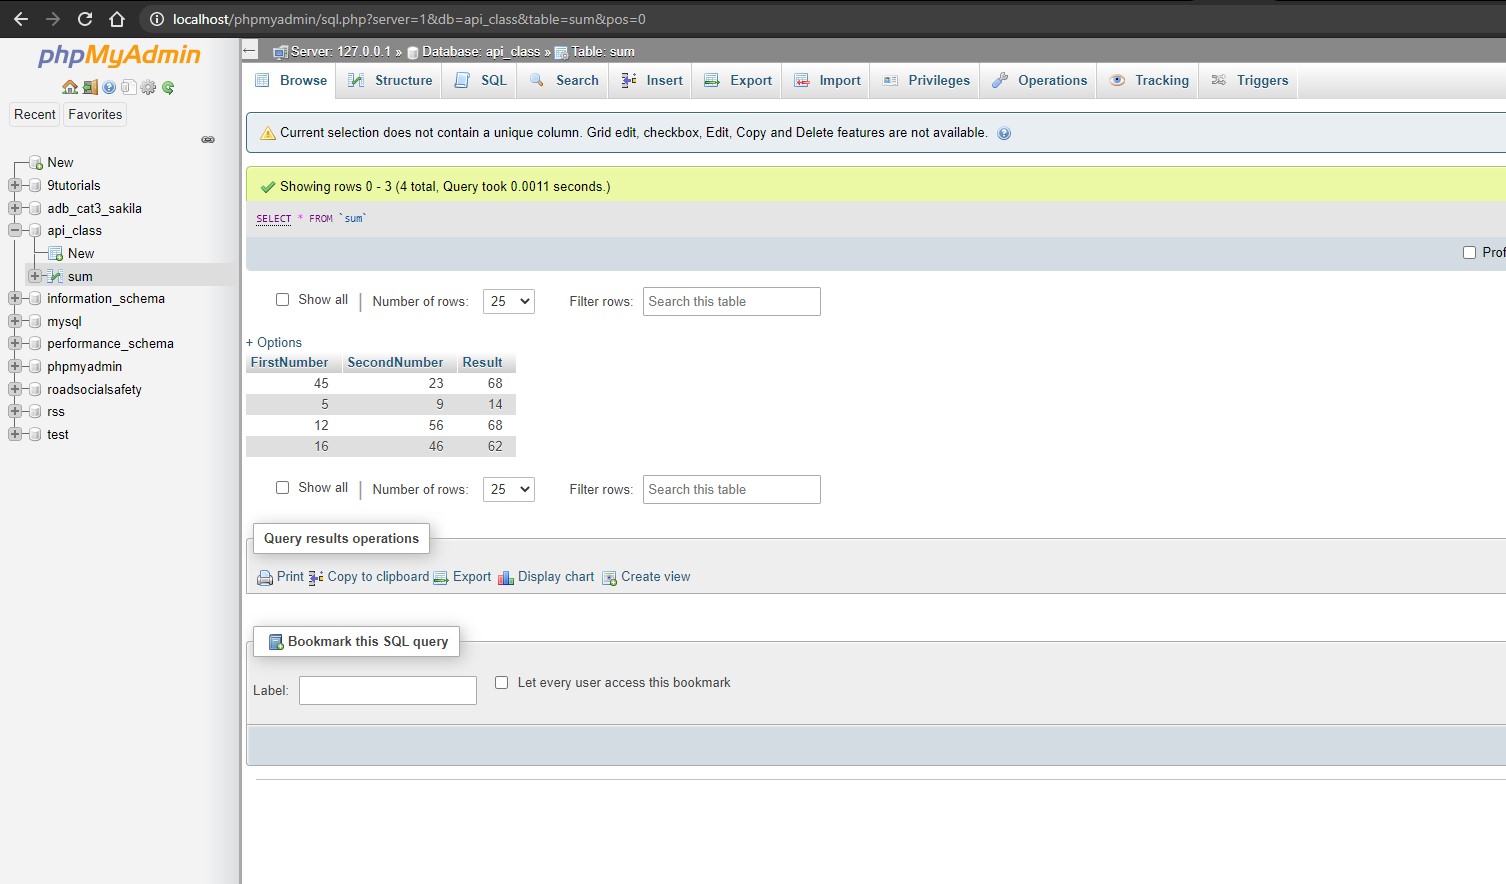 localhost/phpmyadmin/sql.php?server=1&db=api_class&table=sum&pos=0
phpMyAdmin
Recent Favorites
New
9tutorials
adb_cat3_sakila
api_class
New
sum
information_schema
mysql
performance_schema
phpmyadmin
roadsocialsafety
rss
test
Server: 127.0.0.1 » Database: api_class » Table: sum
Browse Structure SQL Search Insert Export Import Privileges Operations Tracking Triggers
Current selection does not contain a unique column. Grid edit, checkbox, Edit, Copy and Delete features are not available.
Showing rows 0 - 3 (4 total, Query took 0.0011 seconds.)
SELECT * FROM `sum`
Prof
Show all | Number of rows: 25 Filter rows: Search this table
+ Options
FirstNumber SecondNumber Result
45 23 68
5 9 14
12 56 68
16 46 62
Show all | Number of rows: 25 Filter rows: Search this table
Query results operations
Print Copy to clipboard Export Display chart Create view
Bookmark this SQL query
Label: Let every user access this bookmark